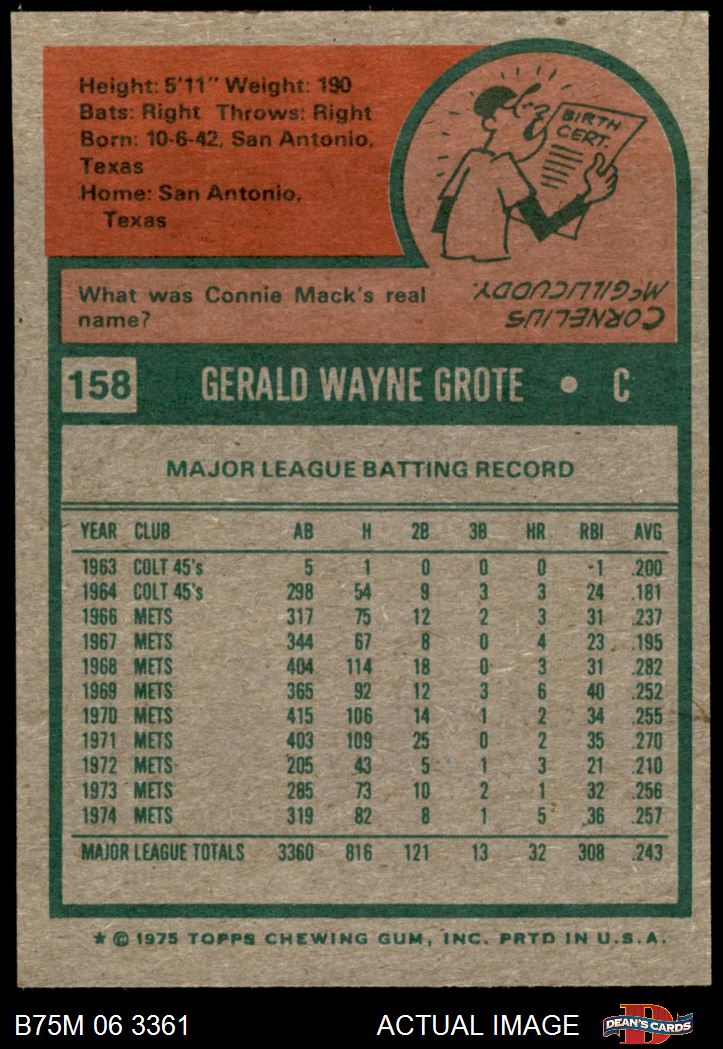 Height: 5'11" Weight: 190
Bats: Right Throws: Right
Born: 10-6-42, San Antonio,
Texas
Home: San Antonio,
Texas
BIRTH
CERT.
What was Connie Mack's real
name?
CORNELIUS
McGILLICUDDY.
158 GERALD WAYNE GROTE • C
MAJOR LEAGUE BATTING RECORD
YEAR CLUB AB H 2B 3B HR RBI AVG
1963 COLT 45's 5 1 0 0 0 1 .200
1964 COLT 45's 298 54 9 3 3 24 .181
1966 METS 317 75 12 2 3 31 .237
1967 METS 344 67 8 0 4 23 .195
1968 METS 404 114 18 0 3 31 .282
1969 METS 365 92 12 3 6 40 .252
1970 METS 415 106 14 1 2 34 .255
1971 METS 403 109 25 0 2 35 .270
1972 METS 205 43 5 1 3 21 .210
1973 METS 285 73 10 2 1 32 .256
1974 METS 319 82 8 1 5 36 .257
MAJOR LEAGUE TOTALS 3360 816 121 13 32 308 .243
* © 1975 TOPPS CHEWING GUM, INC. PRTD IN U.S.A.
B75M 06 3361 ACTUAL IMAGE D DEAN'S CARDS